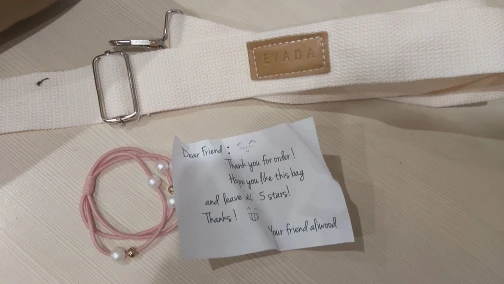 EVADA
Dear Friend :
Thank you for order !
Hope you like this bag
and leave us 5 stars!
Thanks !
Your friend aliwood